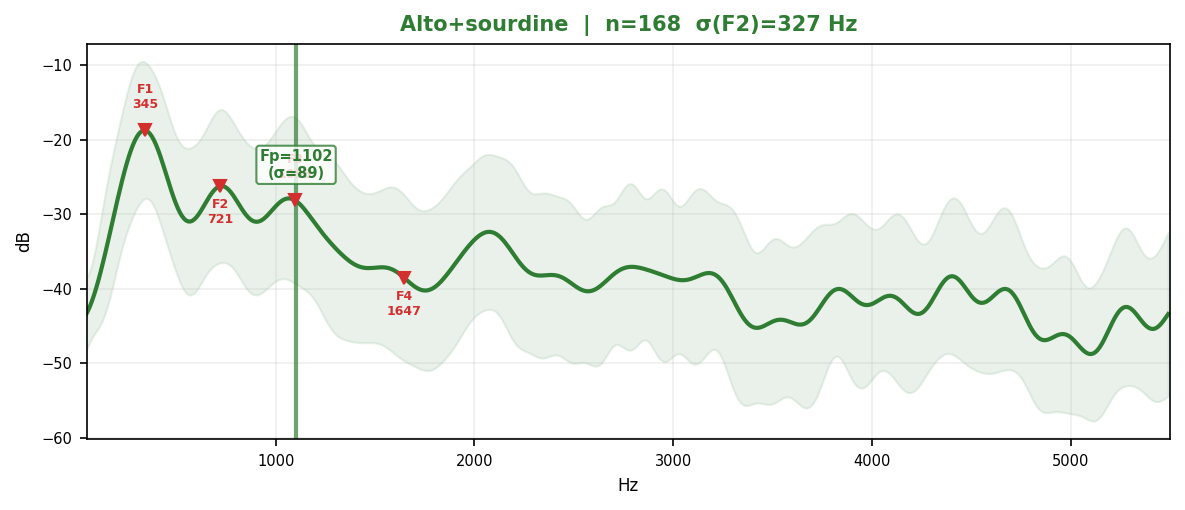 Alto+sourdine  |  n=168  σ(F2)=327 Hz
−10
−20
−30
−40
−50
−60
dB
F1
345
F2
721
Fp=1102
(σ=89)
F4
1647
1000
2000
3000
4000
5000
Hz